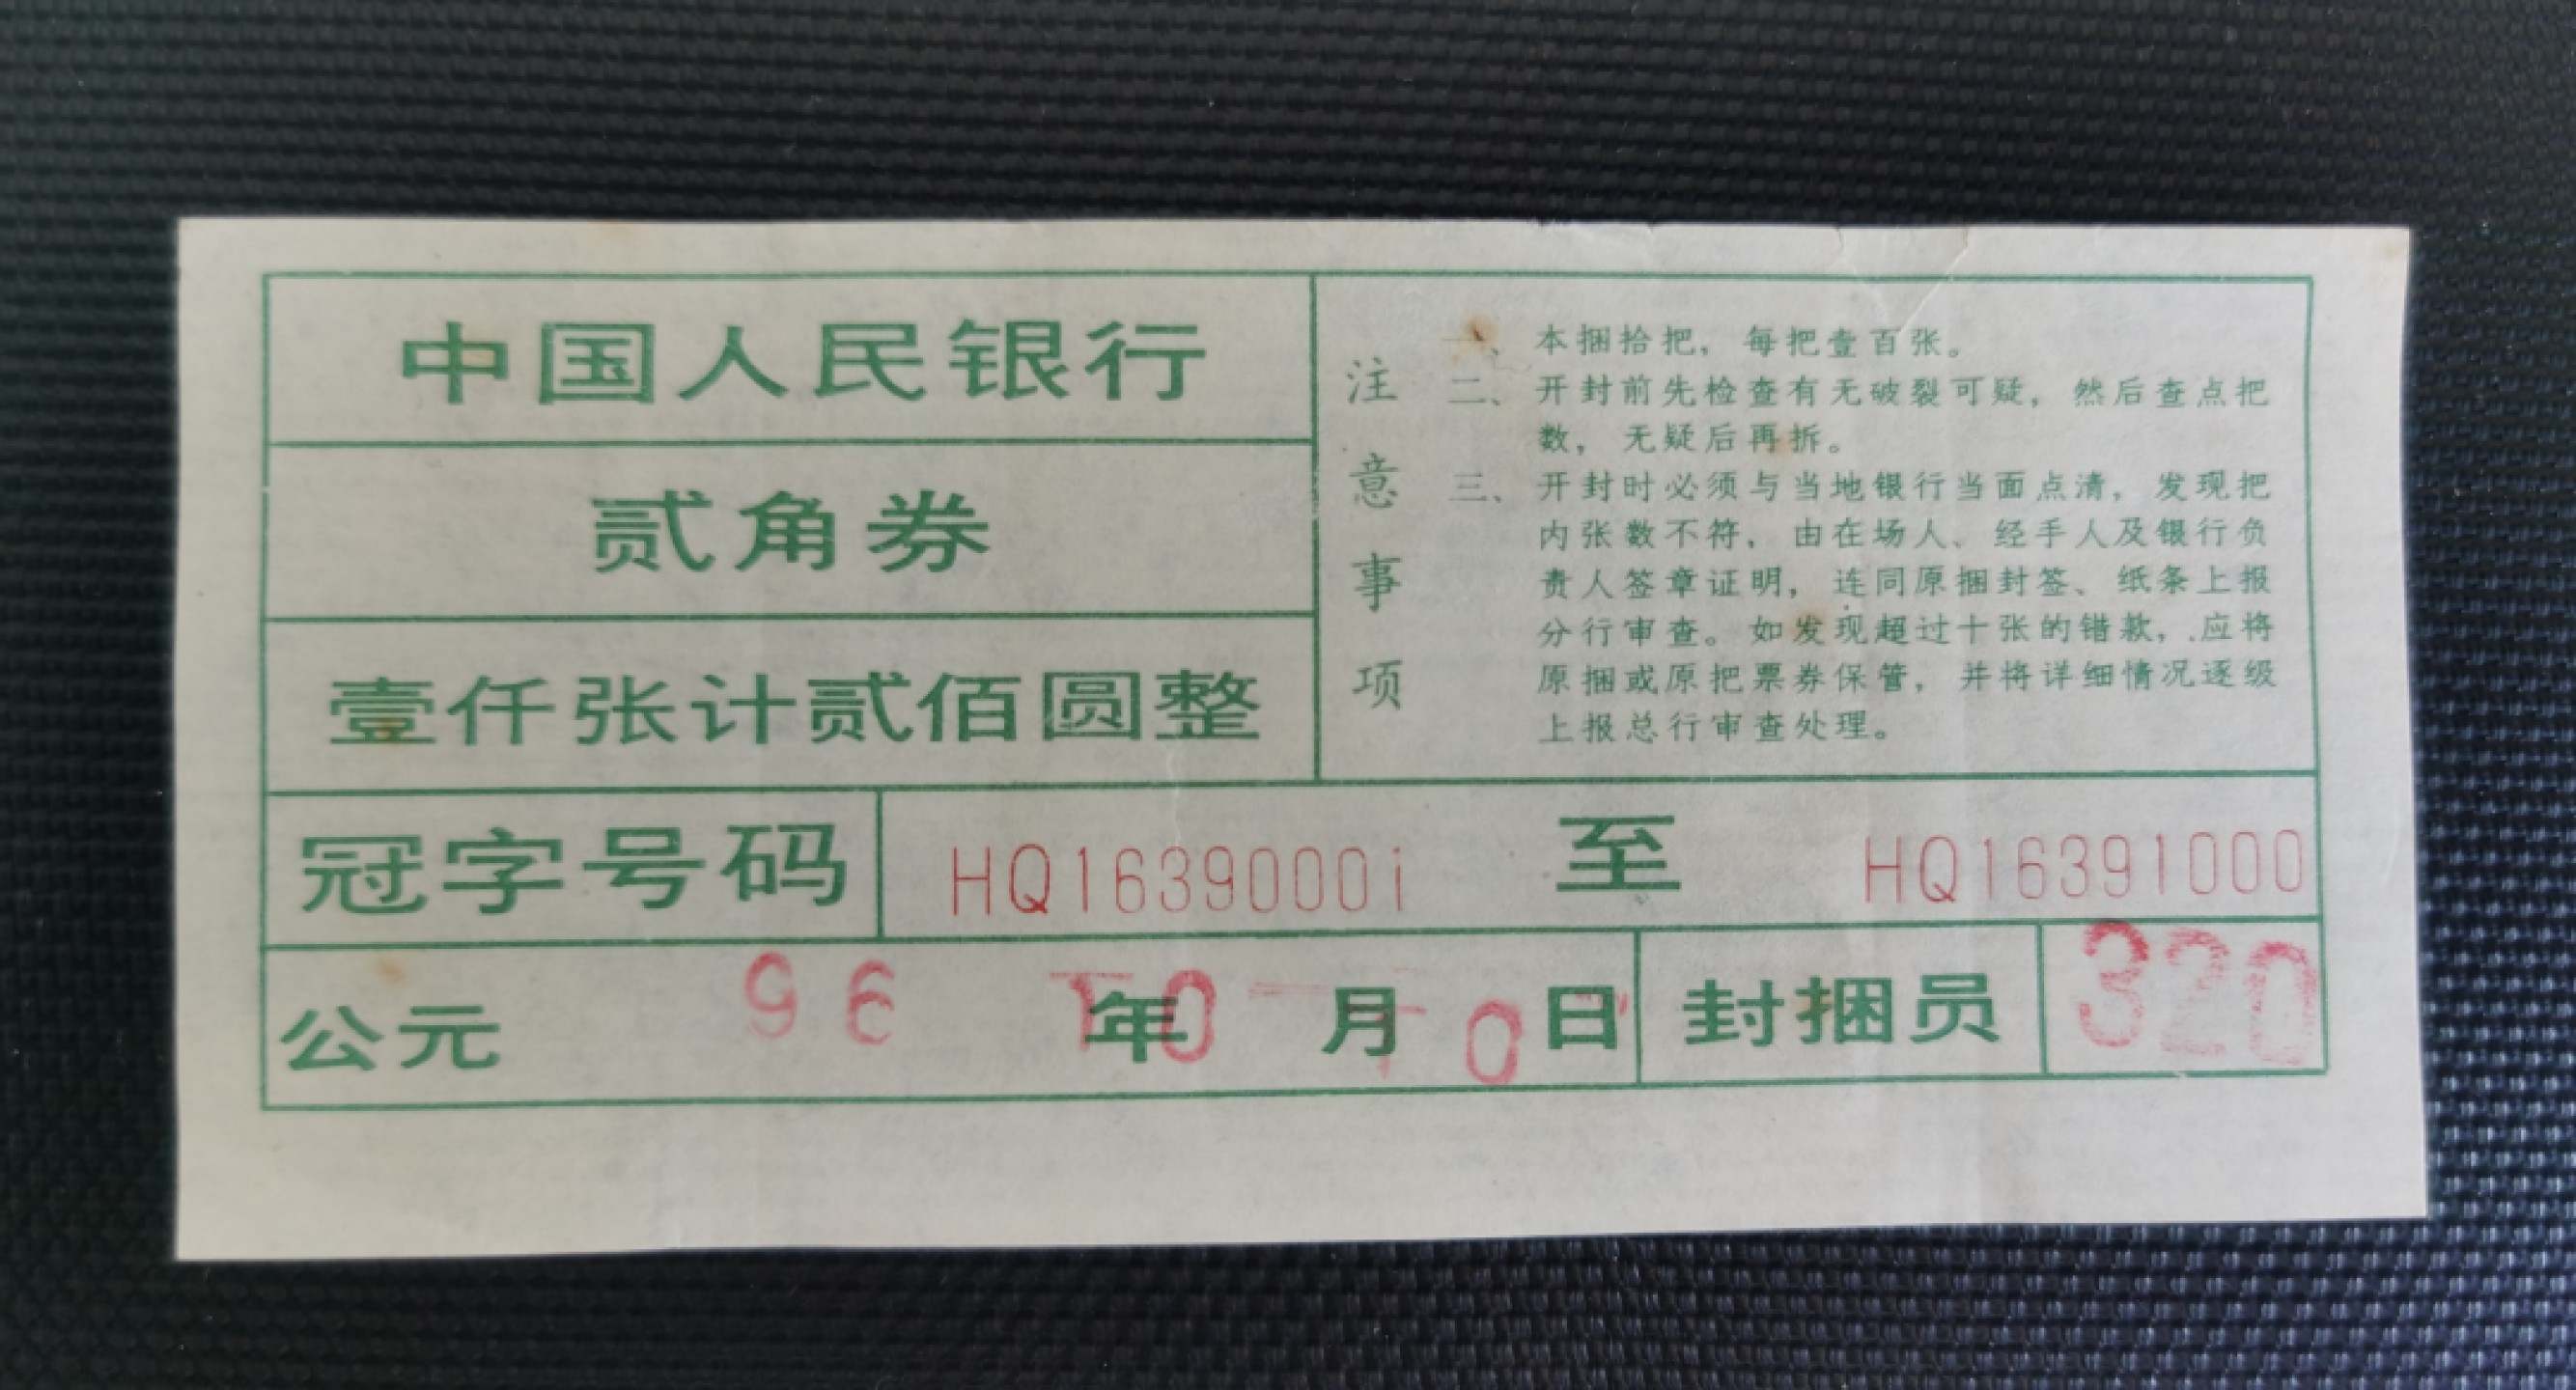 中国人民银行
贰角券
壹仟张计贰佰圆整
注意事项
一、本捆拾把，每把壹百张。
二、开封前先检查有无破裂可疑，然后查点把
数，无疑后再拆。
三、开封时必须与当地银行当面点清，发现把
内张数不符，由在场人、经手人及银行负
责人签章证明，连同原捆封签、纸条上报
分行审查。如发现超过十张的错款，应将
原捆或原把票券保管，并将详细情况逐级
上报总行审查处理。
冠字号码 HQ16390001 至 HQ16391000
公元 年 月 日 封捆员 320